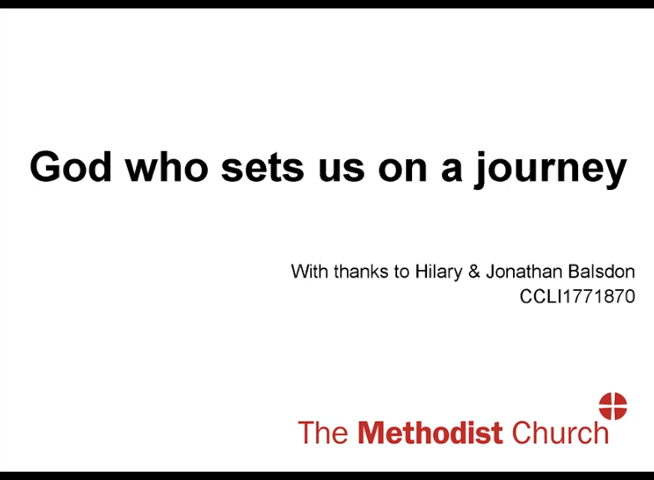 God who sets us on a journey
With thanks to Hilary & Jonathan Balsdon
CCLI1771870
The Methodist Church